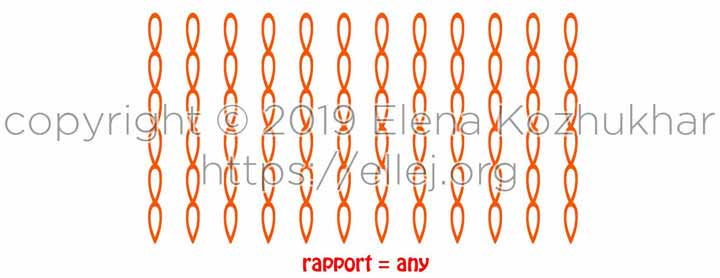 copyright © 2019 Elena Kozhukhar
https://ellej.org
rapport = any